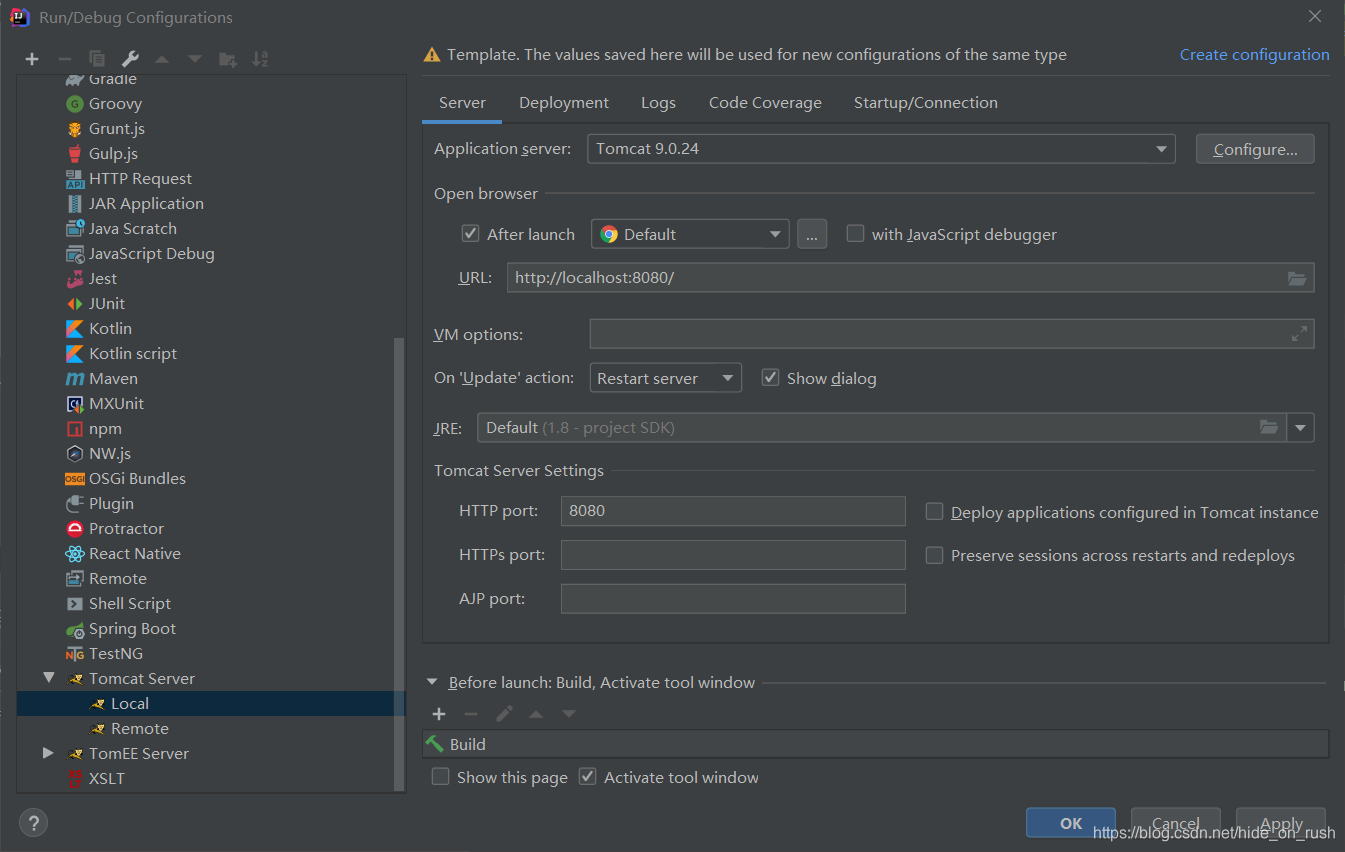 Run/Debug Configurations
Gradle
Groovy
Grunt.js
Gulp.js
HTTP Request
JAR Application
Java Scratch
JavaScript Debug
Jest
JUnit
Kotlin
Kotlin script
Maven
MXUnit
npm
NW.js
OSGi Bundles
Plugin
Protractor
React Native
Remote
Shell Script
Spring Boot
TestNG
Tomcat Server
Local
Remote
TomEE Server
XSLT
Template. The values saved here will be used for new configurations of the same type Create configuration
Server Deployment Logs Code Coverage Startup/Connection
Application server: Tomcat 9.0.24 Configure...
Open browser
After launch Default ... with JavaScript debugger
URL: http://localhost:8080/
VM options:
On 'Update' action: Restart server Show dialog
JRE: Default (1.8 - project SDK)
Tomcat Server Settings
HTTP port: 8080 Deploy applications configured in Tomcat instance
HTTPs port: Preserve sessions across restarts and redeploys
AJP port:
Before launch: Build, Activate tool window
Build
Show this page Activate tool window
? OK Cancel Apply
https://blog.csdn.net/hide_on_rush